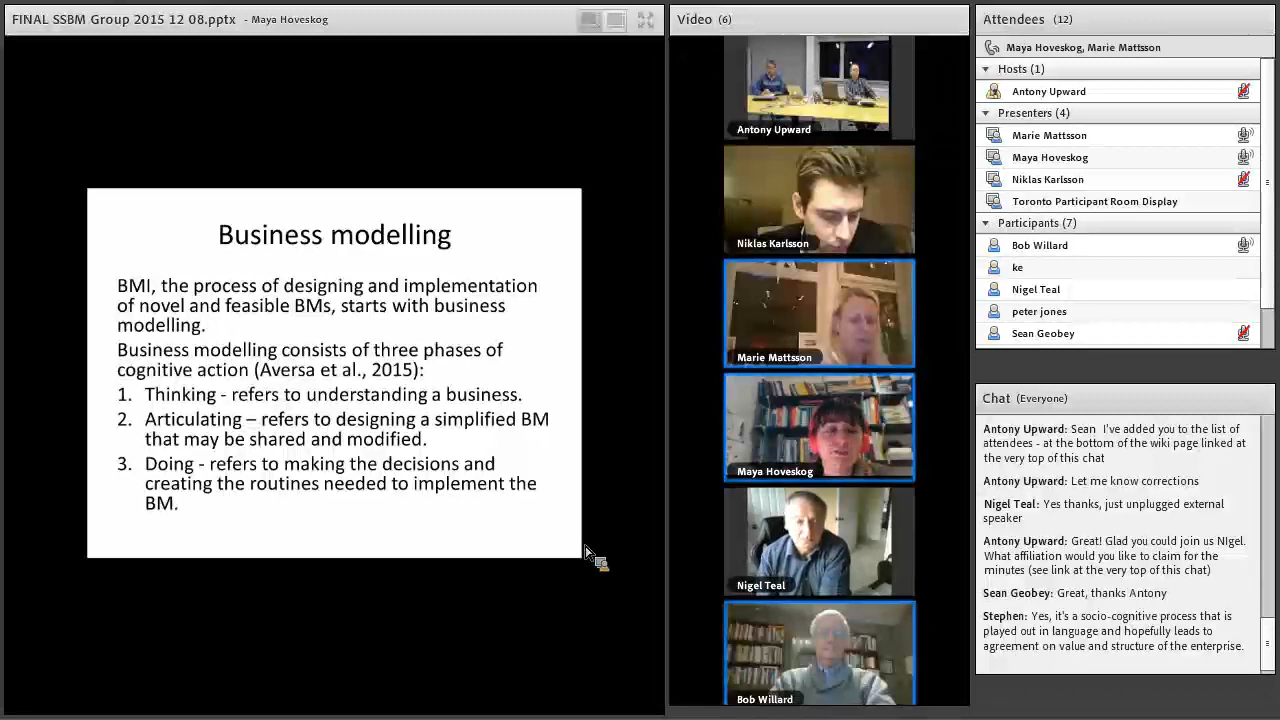 FINAL SSBM Group 2015 12 08.pptx - Maya Hoveskog
Business modelling
BMI, the process of designing and implementation
of novel and feasible BMs, starts with business
modelling.
Business modelling consists of three phases of
cognitive action (Aversa et al., 2015):
1. Thinking - refers to understanding a business.
2. Articulating – refers to designing a simplified BM
that may be shared and modified.
3. Doing - refers to making the decisions and
creating the routines needed to implement the
BM.
Video (6)
Antony Upward
Niklas Karlsson
Marie Mattsson
Maya Hoveskog
Nigel Teal
Bob Willard
Attendees (12)
Maya Hoveskog, Marie Mattsson
Hosts (1)
Antony Upward
Presenters (4)
Marie Mattsson
Maya Hoveskog
Niklas Karlsson
Toronto Participant Room Display
Participants (7)
Bob Willard
ke
Nigel Teal
peter jones
Sean Geobey
Chat (Everyone)
Antony Upward: Sean I've added you to the list of
attendees - at the bottom of the wiki page linked at
the very top of this chat
Antony Upward: Let me know corrections
Nigel Teal: Yes thanks, just unplugged external
speaker
Antony Upward: Great! Glad you could join us NIgel.
What affiliation would you like to claim for the
minutes (see link at the very top of this chat)
Sean Geobey: Great, thanks Antony
Stephen: Yes, it's a socio-cognitive process that is
played out in language and hopefully leads to
agreement on value and structure of the enterprise.